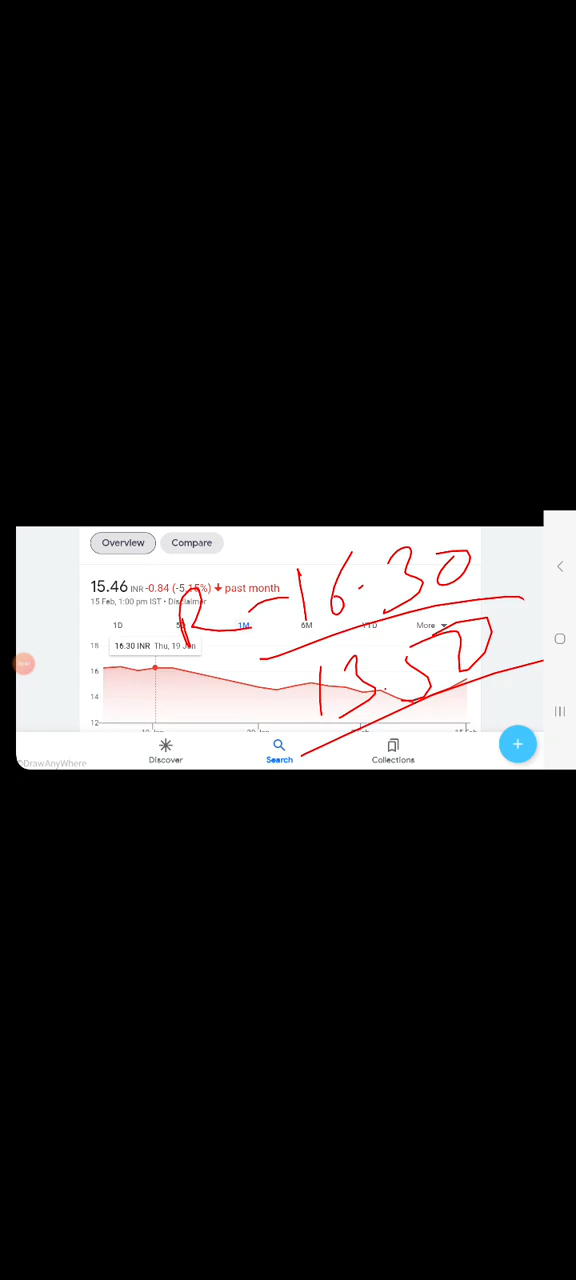 Overview Compare
15.46 INR -0.84 (-5.15%) past month
15 Feb, 1:00 pm IST • Disclaimer
R - 16.30
1D 1M 6M YTD More
16.30 INR Thu, 19 Jan
18
16
14
12
13.50
Discover Search Collections
©DrawAnyWhere